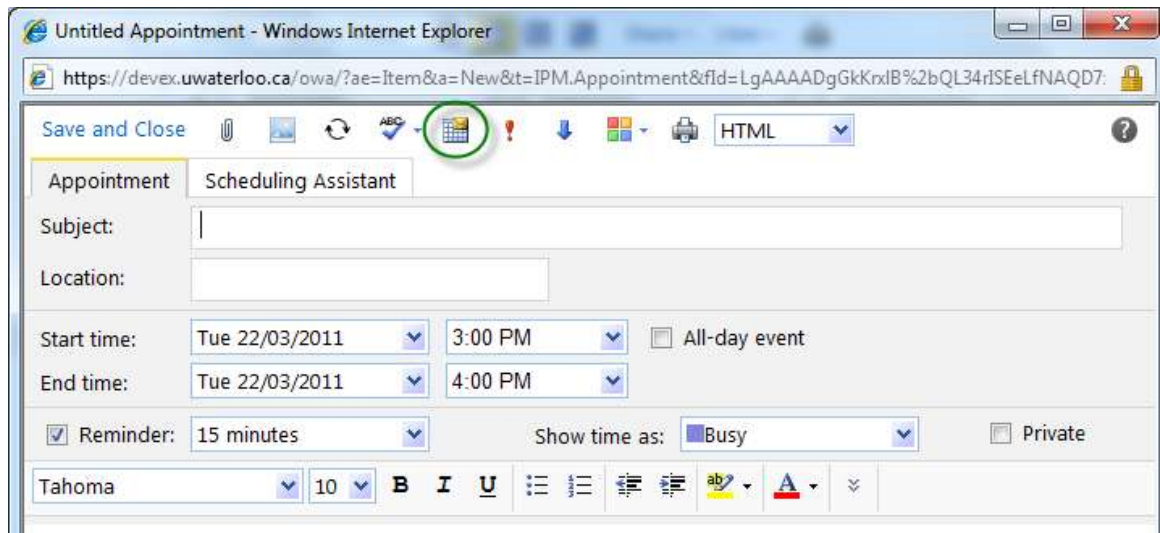 Untitled Appointment - Windows Internet Explorer
https://devex.uwaterloo.ca/owa/?ae=Item&a=New&t=IPM.Appointment&fId=LgAAAADgGkKrxlB%2bQL34rISEeLfNAQD7:
Save and Close ABC HTML
Appointment Scheduling Assistant
Subject:
Location:
Start time: Tue 22/03/2011 3:00 PM All-day event
End time: Tue 22/03/2011 4:00 PM
Reminder: 15 minutes Show time as: Busy Private
Tahoma 10 B I U ab A